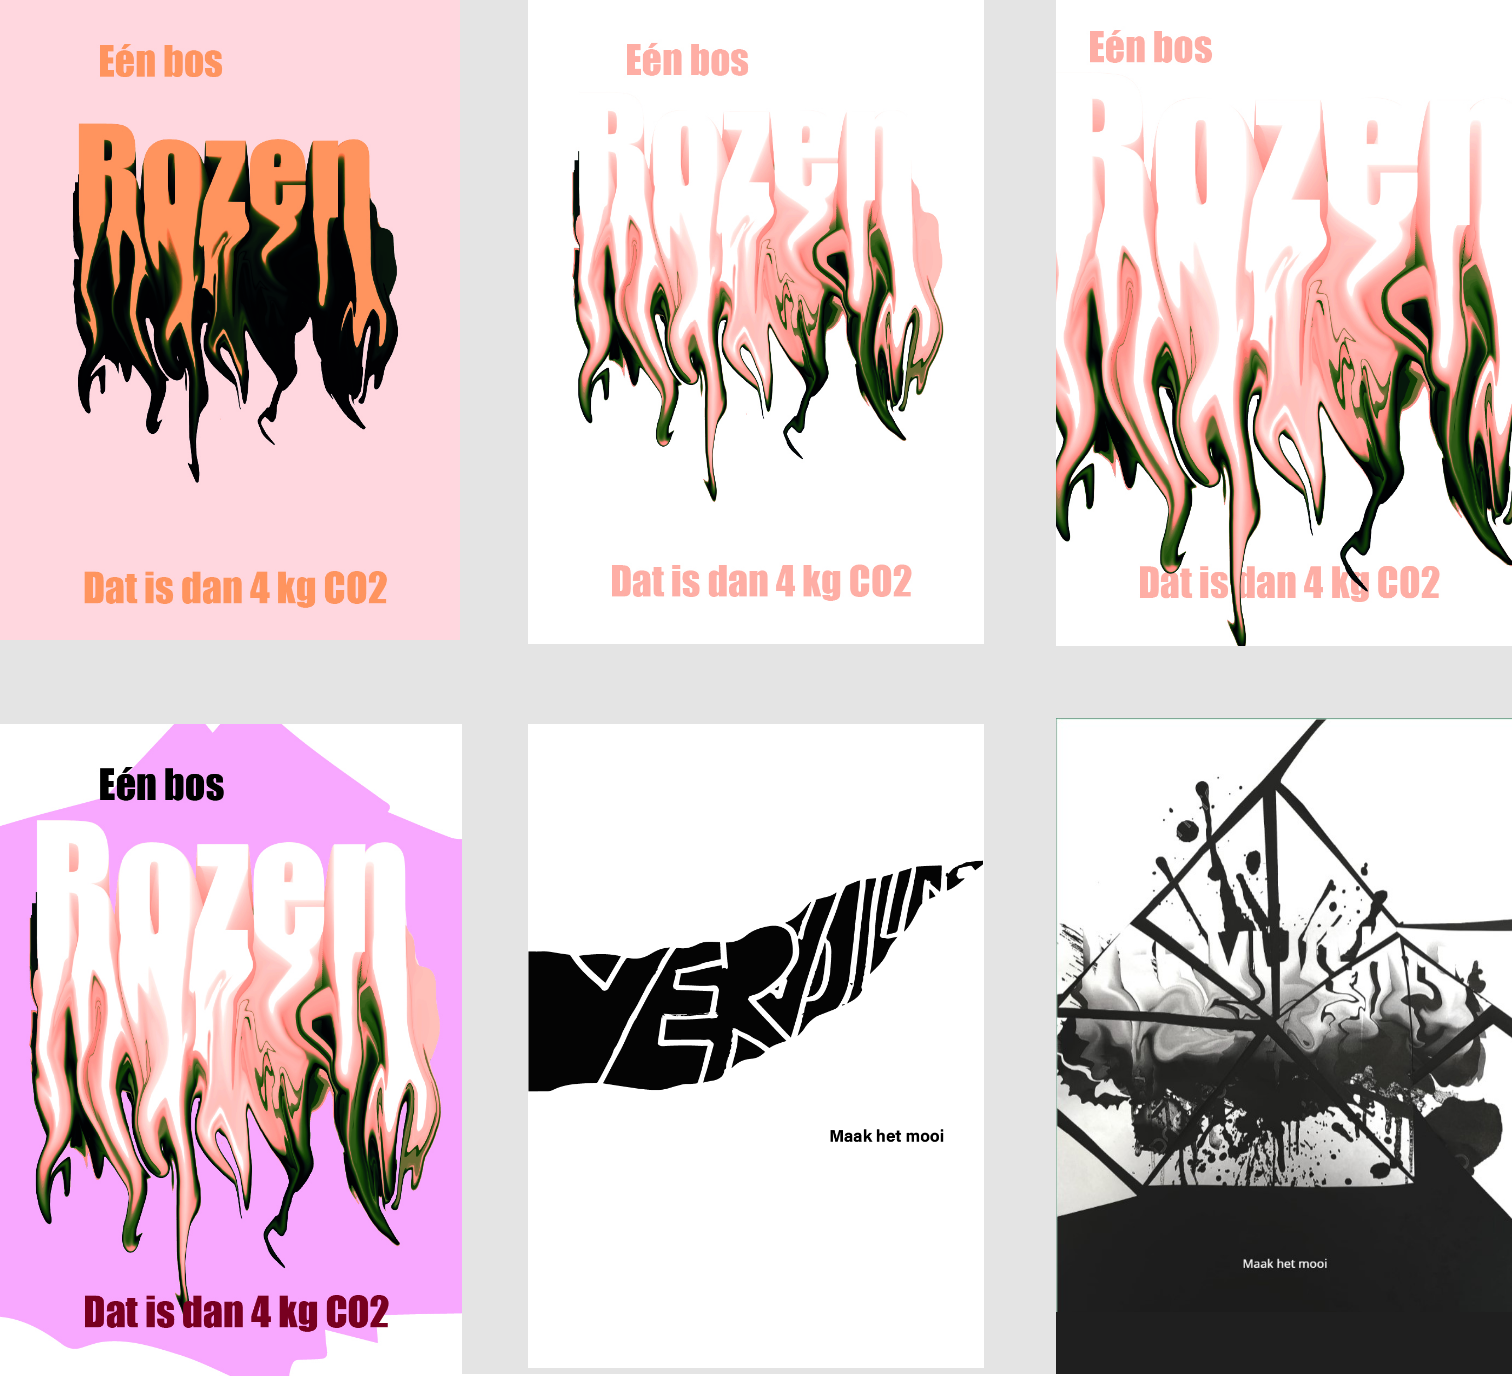 Eén bos
Rozen
Dat is dan 4 kg CO2
Eén bos
Rozen
Dat is dan 4 kg CO2
Eén bos
Rozen
Dat is dan 4 kg CO2
Eén bos
Rozen
Dat is dan 4 kg CO2
Maak het mooi
Maak het mooi